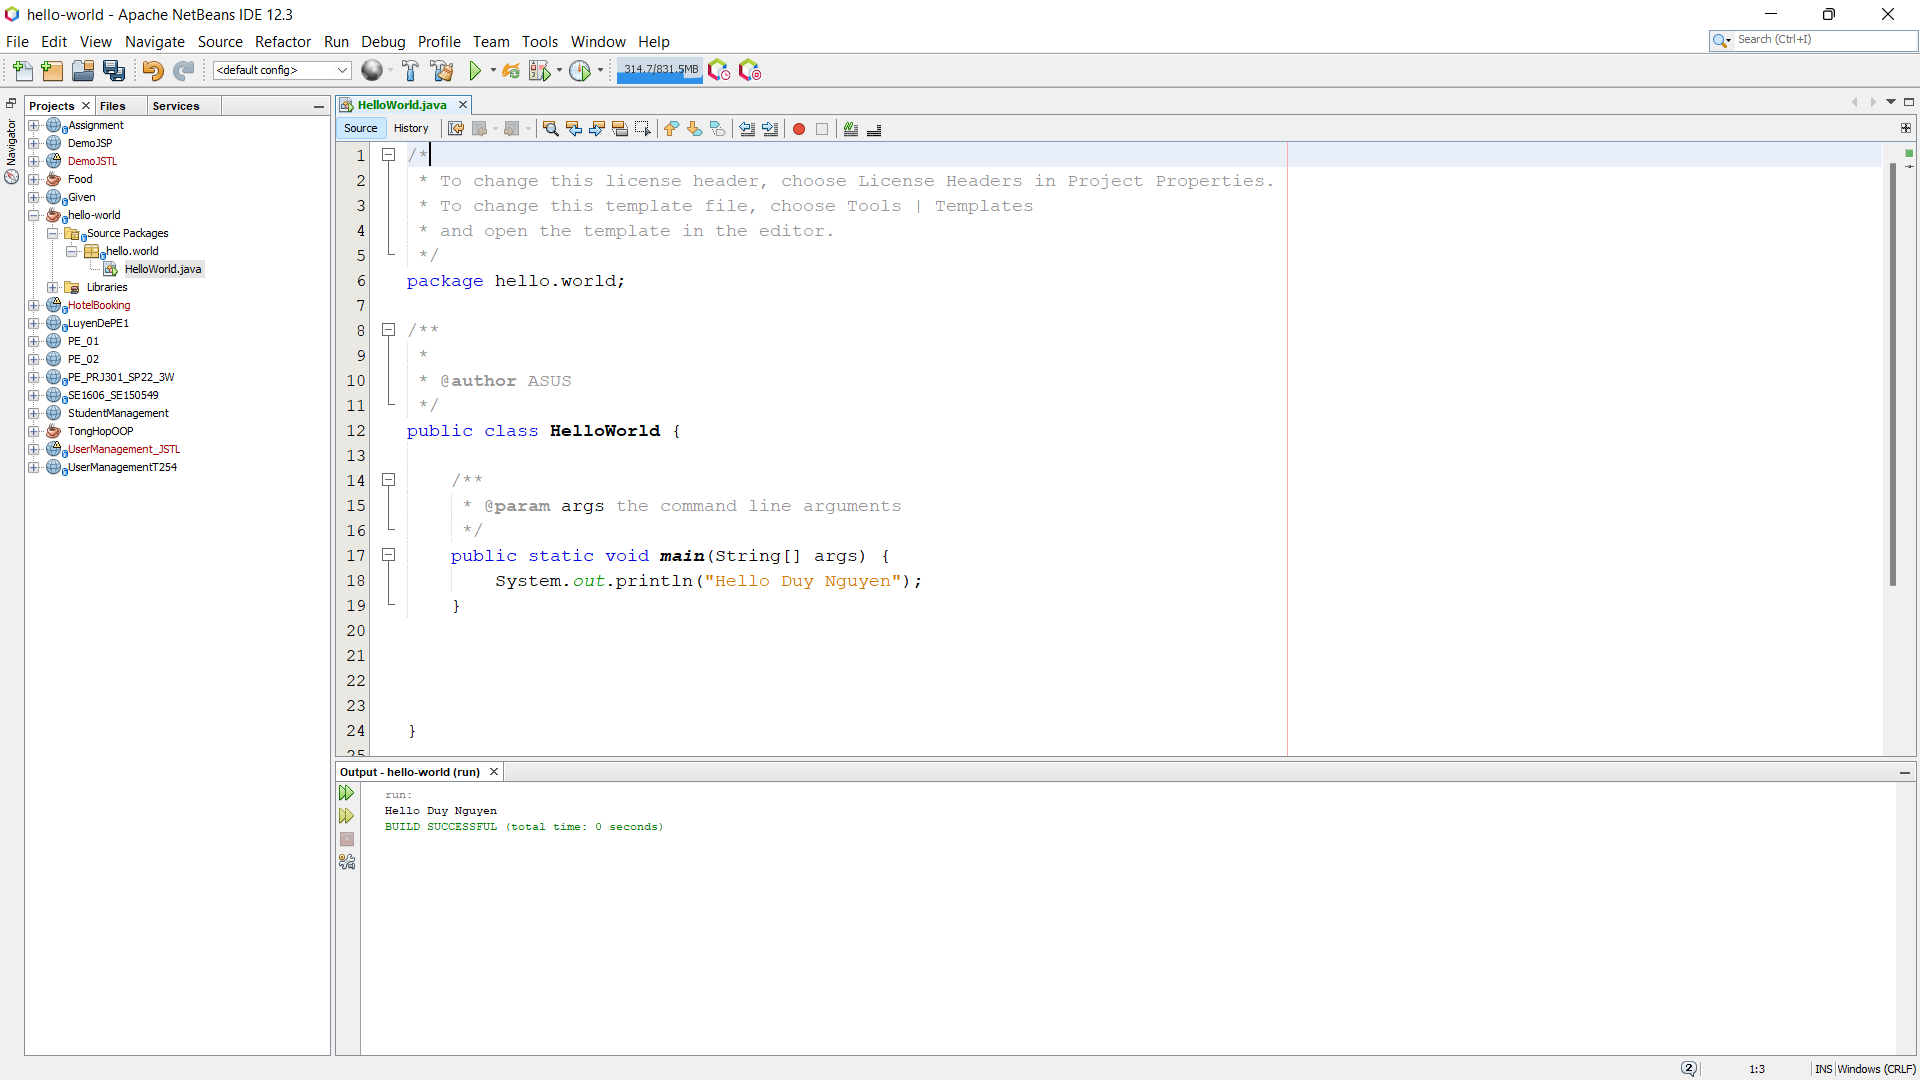 hello-world - Apache NetBeans IDE 12.3
File Edit View Navigate Source Refactor Run Debug Profile Team Tools Window Help
Search (Ctrl+I)
<default config>
314.7/831.5MB
Projects Files Services
Navigator
Assignment
DemoJSP
DemoJSTL
Food
Given
hello-world
Source Packages
hello.world
HelloWorld.java
Libraries
HotelBooking
LuyenDePE1
PE_01
PE_02
PE_PRJ301_SP22_3W
SE1606_SE150549
StudentManagement
TongHopOOP
UserManagement_JSTL
UserManagementT254
HelloWorld.java
Source History
1 /*
2 * To change this license header, choose License Headers in Project Properties.
3 * To change this template file, choose Tools | Templates
4 * and open the template in the editor.
5 */
6 package hello.world;
7
8 /**
9 *
10 * @author ASUS
11 */
12 public class HelloWorld {
13
14 /**
15 * @param args the command line arguments
16 */
17 public static void main(String[] args) {
18 System.out.println("Hello Duy Nguyen");
19 }
20
21
22
23
24 }
25
Output - hello-world (run)
run:
Hello Duy Nguyen
BUILD SUCCESSFUL (total time: 0 seconds)
2 1:3 INS Windows (CRLF)